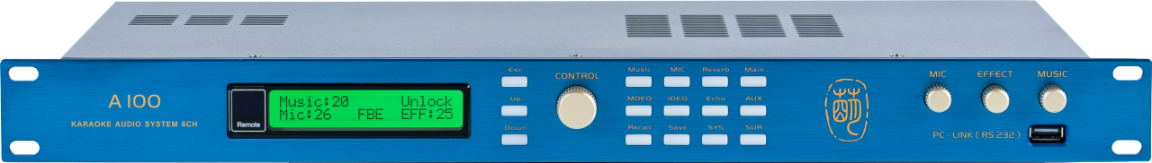 A 100
KARAOKE AUDIO SYSTEM 6CH
Remote
Music:20 Unlock
Mic:26 FBE EFF:25
Esc
Up
Down
CONTROL
Music MIC Reverb Main
MDEQ IDEQ Echo AUX
Recall Save SYS SUR
MIC EFFECT MUSIC
PC-LINK (RS 232)